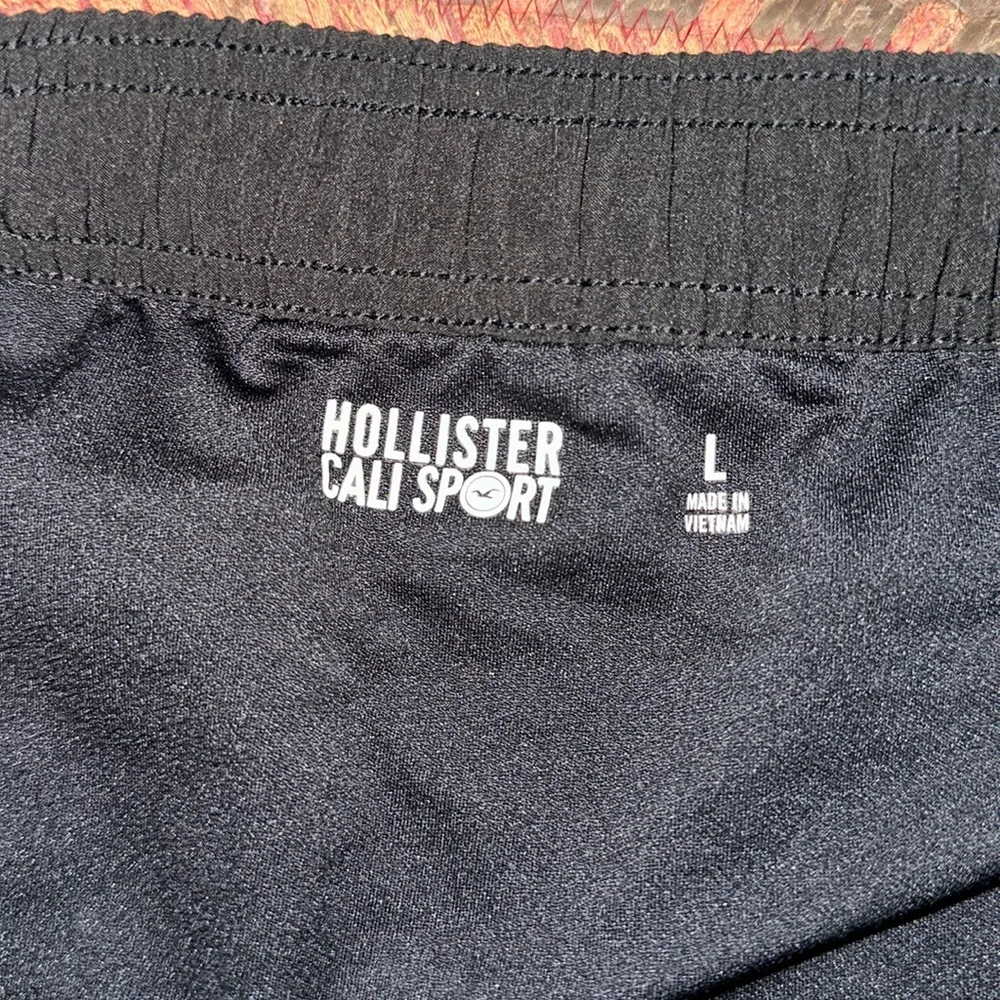 HOLLISTER
CALI SPORT
L
MADE IN
VIETNAM